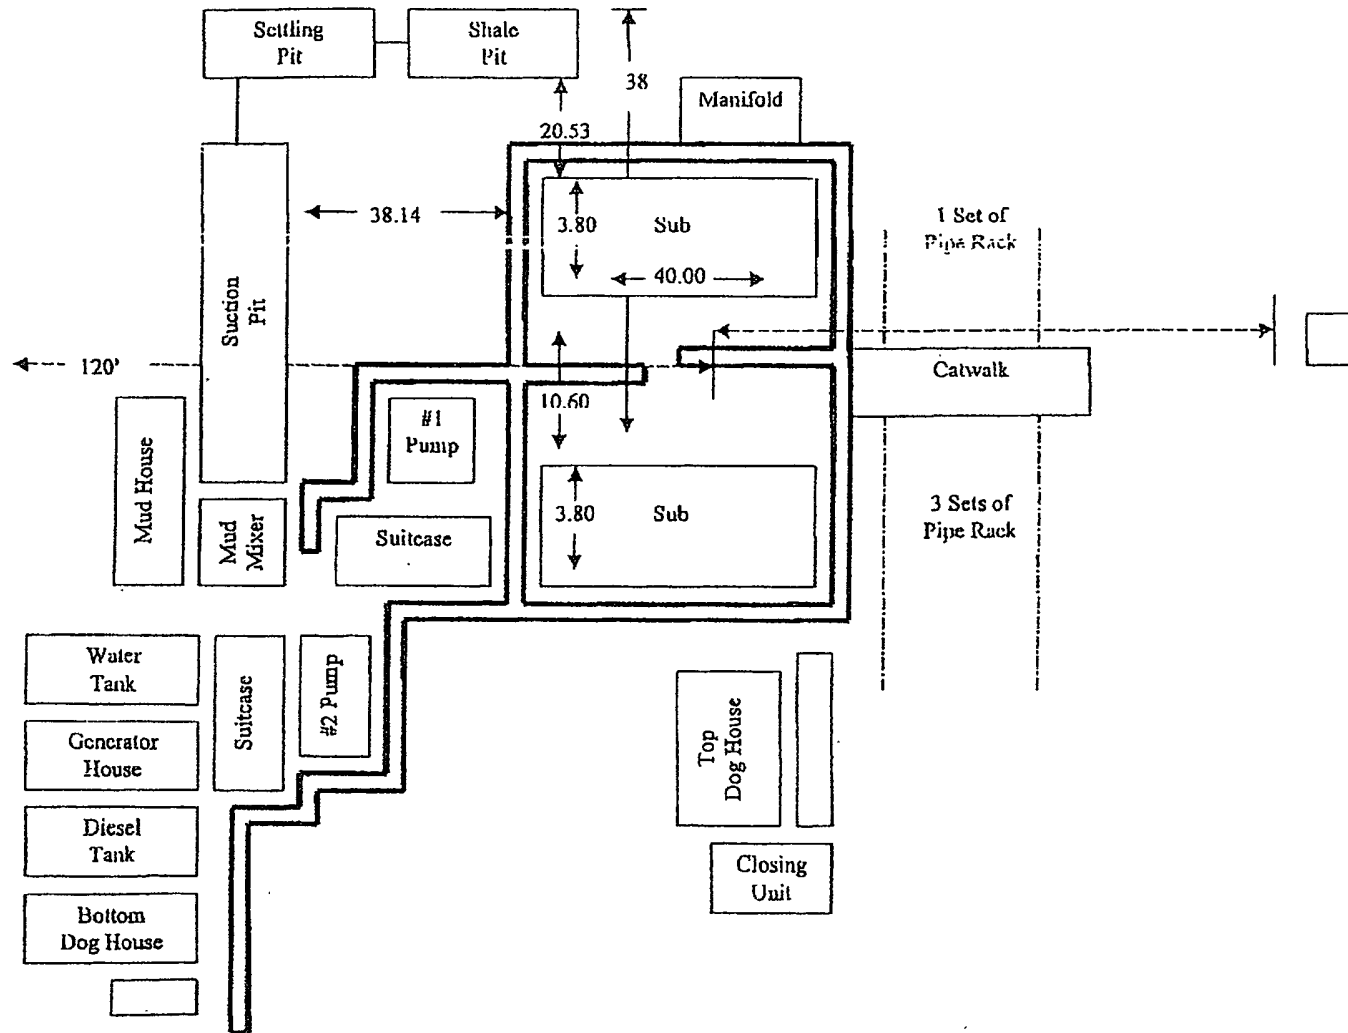 Settling
Pit
Shale
Pit
38
Manifold
20.53
38.14
3.80
Sub
40.00
1 Set of
Pipe Rack
Suction
Pit
120'
10.60
Catwalk
#1
Pump
Mud House
Mud
Mixer
Suitcase
3.80
Sub
3 Sets of
Pipe Rack
Water
Tank
Suitcase
#2 Pump
Generator
House
Top
Dog House
Diesel
Tank
Closing
Unit
Bottom
Dog House